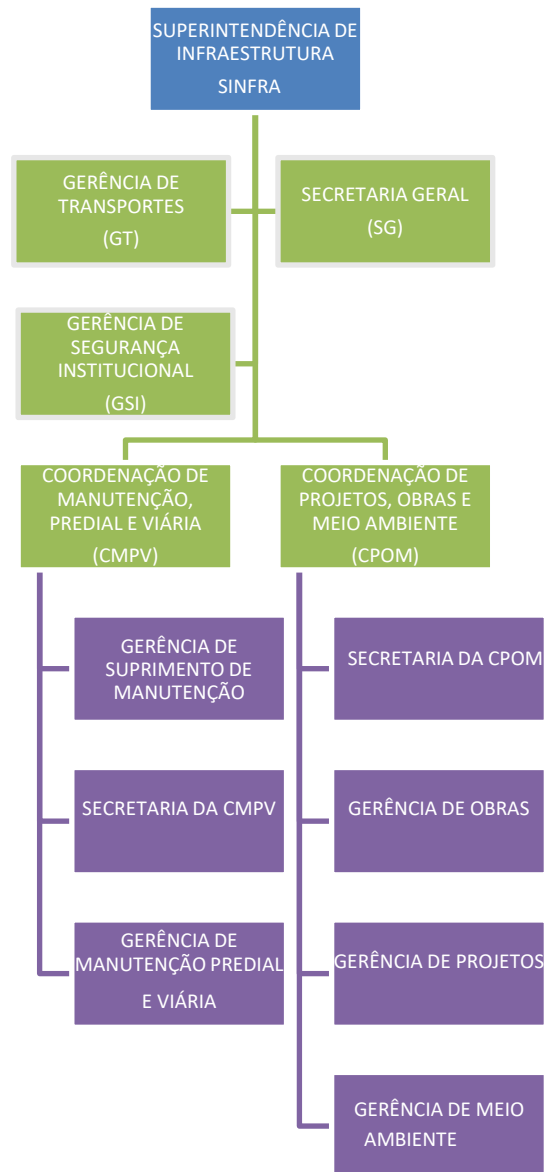 SUPERINTENDÊNCIA DE
INFRAESTRUTURA
SINFRA
GERÊNCIA DE
TRANSPORTES
(GT)
SECRETARIA GERAL
(SG)
GERÊNCIA DE
SEGURANÇA
INSTITUCIONAL
(GSI)
COORDENAÇÃO DE
MANUTENÇÃO,
PREDIAL E VIÁRIA
(CMPV)
COORDENAÇÃO DE
PROJETOS, OBRAS E
MEIO AMBIENTE
(CPOM)
GERÊNCIA DE
SUPRIMENTO DE
MANUTENÇÃO
SECRETARIA DA CMPV
GERÊNCIA DE
MANUTENÇÃO PREDIAL
E VIÁRIA
SECRETARIA DA CPOM
GERÊNCIA DE OBRAS
GERÊNCIA DE PROJETOS
GERÊNCIA DE MEIO
AMBIENTE